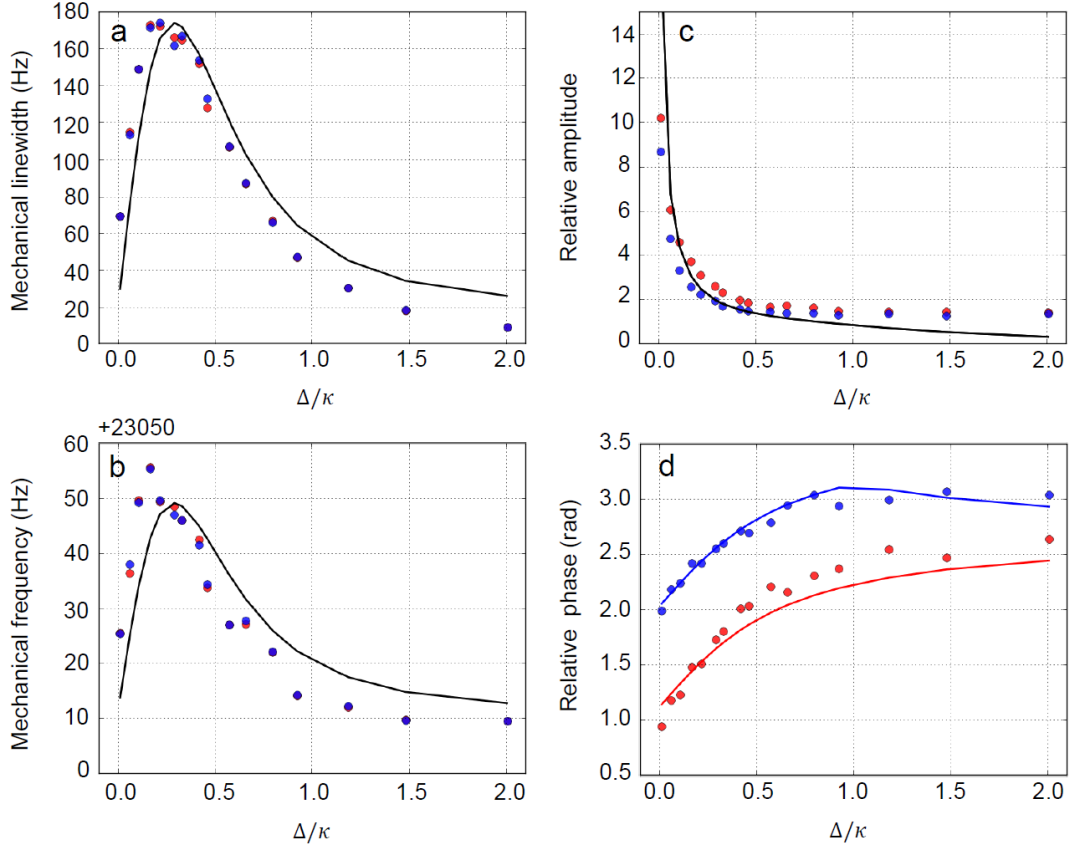 a
Mechanical linewidth (Hz)
180
160
140
120
100
80
60
40
20
0
0.0 0.5 1.0 1.5 2.0
Δ/κ
c
Relative amplitude
14
12
10
8
6
4
2
0
0.0 0.5 1.0 1.5 2.0
Δ/κ
+23050
b
Mechanical frequency (Hz)
60
50
40
30
20
10
0
0.0 0.5 1.0 1.5 2.0
Δ/κ
d
Relative phase (rad)
3.5
3.0
2.5
2.0
1.5
1.0
0.5
0.0 0.5 1.0 1.5 2.0
Δ/κ